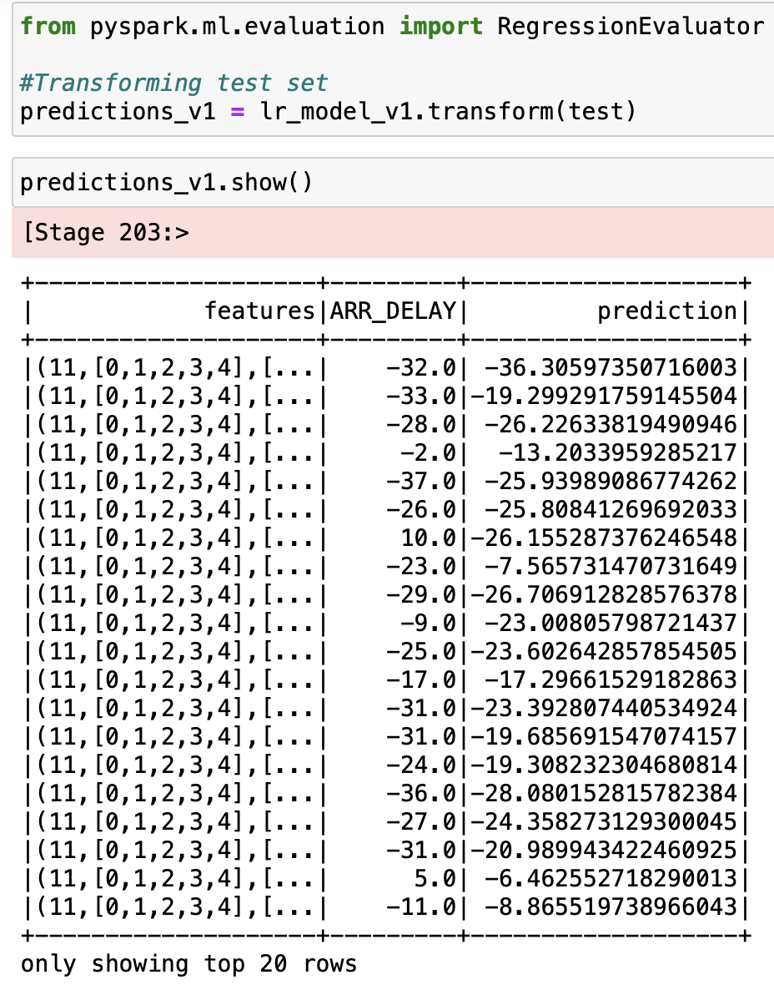 from pyspark.ml.evaluation import RegressionEvaluator
#Transforming test set
predictions_v1 = lr_model_v1.transform(test)
predictions_v1.show()
[Stage 203:>
+--------------------+---------+-------------------+
|            features|ARR_DELAY|         prediction|
+--------------------+---------+-------------------+
|(11,[0,1,2,3,4],[...|    -32.0| -36.30597350716003|
|(11,[0,1,2,3,4],[...|    -33.0|-19.299291759145504|
|(11,[0,1,2,3,4],[...|    -28.0| -26.22633819490946|
|(11,[0,1,2,3,4],[...|     -2.0|  -13.2033959285217|
|(11,[0,1,2,3,4],[...|    -37.0| -25.93989086774262|
|(11,[0,1,2,3,4],[...|    -26.0| -25.80841269692033|
|(11,[0,1,2,3,4],[...|     10.0|-26.155287376246548|
|(11,[0,1,2,3,4],[...|    -23.0| -7.565731470731649|
|(11,[0,1,2,3,4],[...|    -29.0|-26.706912828576378|
|(11,[0,1,2,3,4],[...|     -9.0| -23.00805798721437|
|(11,[0,1,2,3,4],[...|    -25.0|-23.602642857854505|
|(11,[0,1,2,3,4],[...|    -17.0| -17.29661529182863|
|(11,[0,1,2,3,4],[...|    -31.0|-23.392807440534924|
|(11,[0,1,2,3,4],[...|    -31.0|-19.685691547074157|
|(11,[0,1,2,3,4],[...|    -24.0|-19.308232304680814|
|(11,[0,1,2,3,4],[...|    -36.0|-28.080152815782384|
|(11,[0,1,2,3,4],[...|    -27.0|-24.358273129300045|
|(11,[0,1,2,3,4],[...|    -31.0|-20.989943422460925|
|(11,[0,1,2,3,4],[...|      5.0| -6.462552718290013|
|(11,[0,1,2,3,4],[...|    -11.0| -8.865519738966043|
+--------------------+---------+-------------------+
only showing top 20 rows